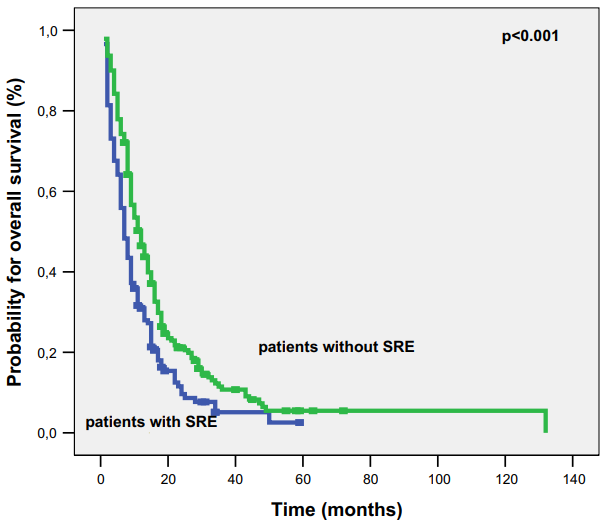 p<0.001
1,0
0,8
0,6
0,4
0,2
0,0
Probability for overall survival (%)
patients without SRE
patients with SRE
0 20 40 60 80 100 120 140
Time (months)